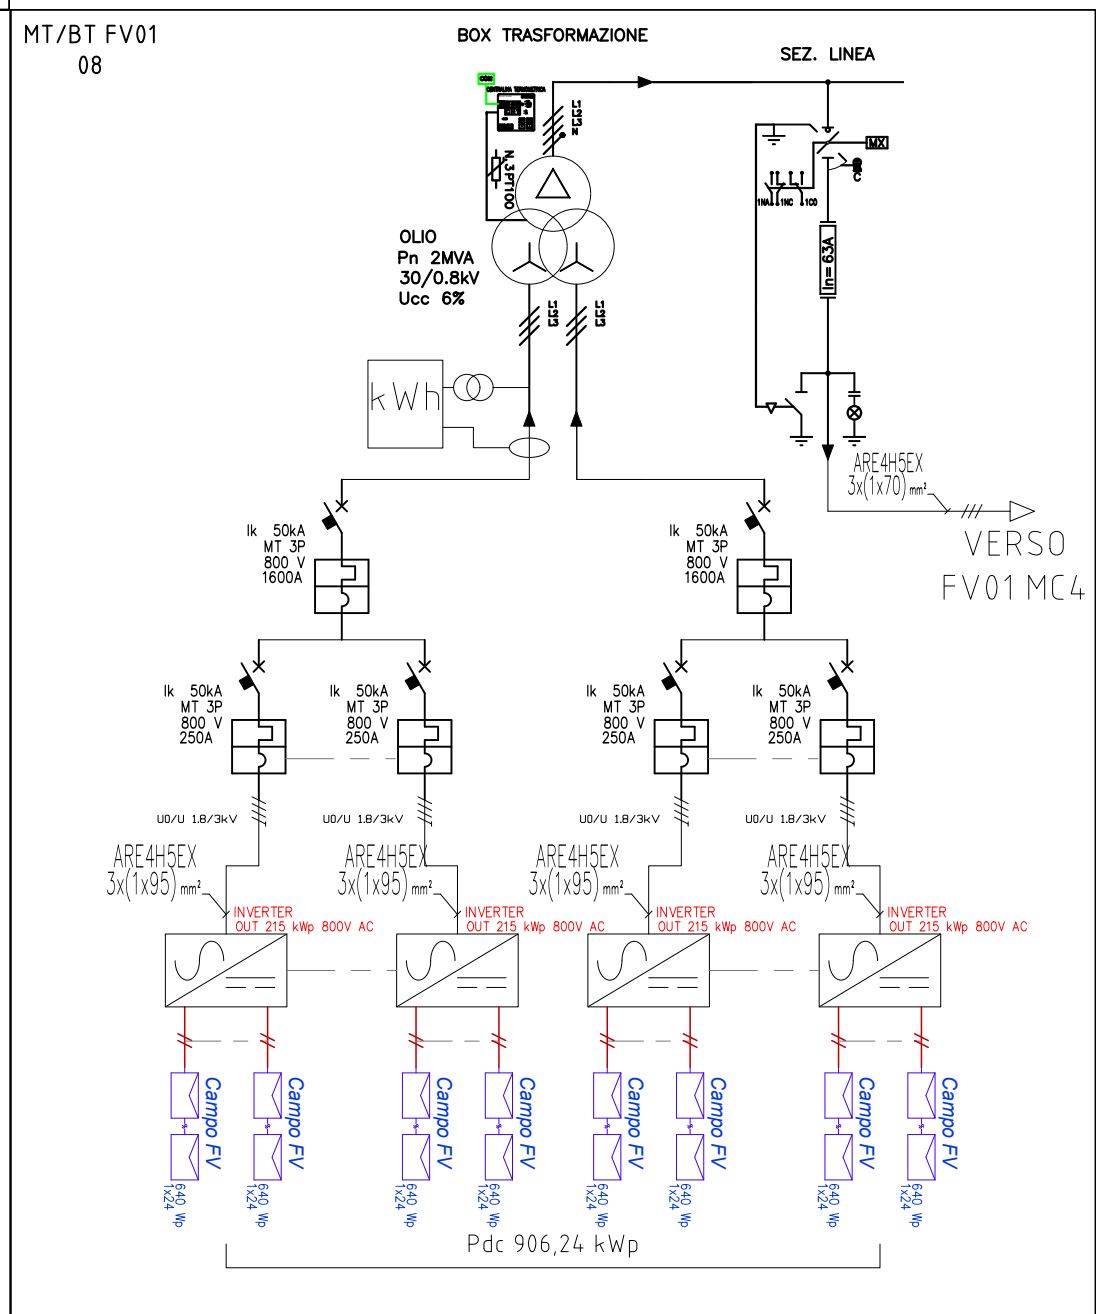 MT/BT FV01
08
BOX TRASFORMAZIONE
SEZ. LINEA
COM
CENTRALINA TERMOMETRICA
L1
L2
L3
N
N.3PT100
OLIO
Pn 2MVA
30/0.8kV
Ucc 6%
L1
L2
L3
L1
L2
L3
MX
C
1NA
1NC
1CO
In=63A
kWh
ARE4H5EX
3x(1x70) mm²
VERSO
FV01 MC4
Ik 50kA
MT 3P
800 V
1600A
Ik 50kA
MT 3P
800 V
1600A
Ik 50kA
MT 3P
800 V
250A
Ik 50kA
MT 3P
800 V
250A
Ik 50kA
MT 3P
800 V
250A
Ik 50kA
MT 3P
800 V
250A
U0/U 1.8/3kV
U0/U 1.8/3kV
U0/U 1.8/3kV
U0/U 1.8/3kV
ARE4H5EX
3x(1x95) mm²
ARE4H5EX
3x(1x95) mm²
ARE4H5EX
3x(1x95) mm²
ARE4H5EX
3x(1x95) mm²
INVERTER
OUT 215 kWp 800V AC
INVERTER
OUT 215 kWp 800V AC
INVERTER
OUT 215 kWp 800V AC
INVERTER
OUT 215 kWp 800V AC
Campo FV
Campo FV
Campo FV
Campo FV
Campo FV
Campo FV
Campo FV
Campo FV
640 Wp
1x24
640 Wp
1x24
640 Wp
1x24
640 Wp
1x24
640 Wp
1x24
640 Wp
1x24
640 Wp
1x24
640 Wp
1x24
Pdc 906,24 kWp